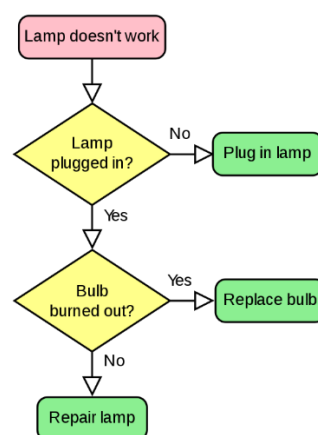 Lamp doesn't work
Lamp
plugged in?
No
Plug in lamp
Yes
Bulb
burned out?
Yes
Replace bulb
No
Repair lamp